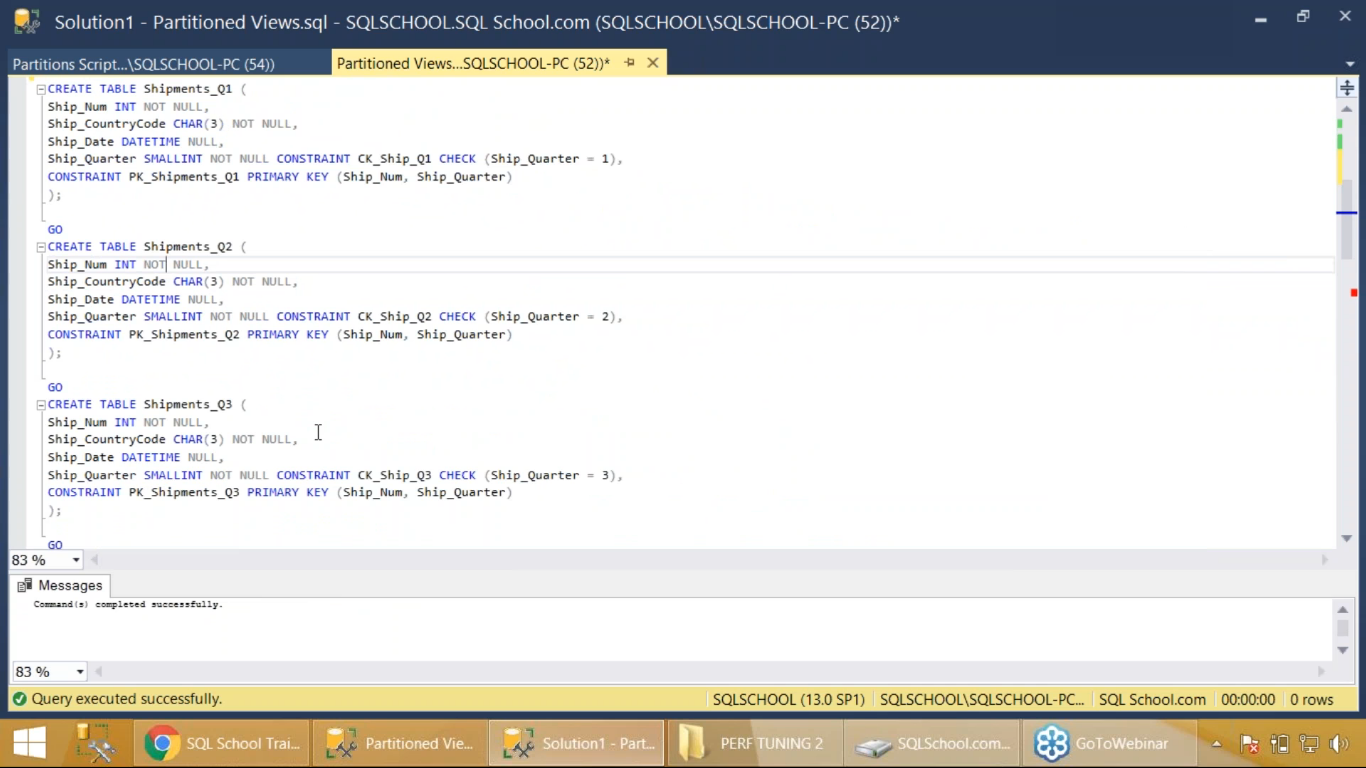 Solution1 - Partitioned Views.sql - SQLSCHOOL.SQL School.com (SQLSCHOOL\SQLSCHOOL-PC (52))*
Partitions Script...\SQLSCHOOL-PC (54))
Partitioned Views...SQLSCHOOL-PC (52))*
CREATE TABLE Shipments_Q1 (
Ship_Num INT NOT NULL,
Ship_CountryCode CHAR(3) NOT NULL,
Ship_Date DATETIME NULL,
Ship_Quarter SMALLINT NOT NULL CONSTRAINT CK_Ship_Q1 CHECK (Ship_Quarter = 1),
CONSTRAINT PK_Shipments_Q1 PRIMARY KEY (Ship_Num, Ship_Quarter)
);
GO
CREATE TABLE Shipments_Q2 (
Ship_Num INT NOT NULL,
Ship_CountryCode CHAR(3) NOT NULL,
Ship_Date DATETIME NULL,
Ship_Quarter SMALLINT NOT NULL CONSTRAINT CK_Ship_Q2 CHECK (Ship_Quarter = 2),
CONSTRAINT PK_Shipments_Q2 PRIMARY KEY (Ship_Num, Ship_Quarter)
);
GO
CREATE TABLE Shipments_Q3 (
Ship_Num INT NOT NULL,
Ship_CountryCode CHAR(3) NOT NULL,
Ship_Date DATETIME NULL,
Ship_Quarter SMALLINT NOT NULL CONSTRAINT CK_Ship_Q3 CHECK (Ship_Quarter = 3),
CONSTRAINT PK_Shipments_Q3 PRIMARY KEY (Ship_Num, Ship_Quarter)
);
GO
83 %
Messages
Command(s) completed successfully.
83 %
Query executed successfully.
SQLSCHOOL (13.0 SP1)
SQLSCHOOL\SQLSCHOOL-PC...
SQL School.com
00:00:00
0 rows
SQL School Trai...
Partitioned Vie...
Solution1 - Part...
PERF TUNING 2
SQLSchool.com...
GoToWebinar